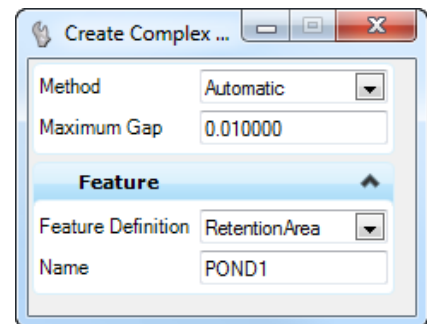 Create Complex ...
Method Automatic
Maximum Gap 0.010000
Feature
Feature Definition RetentionArea
Name POND1